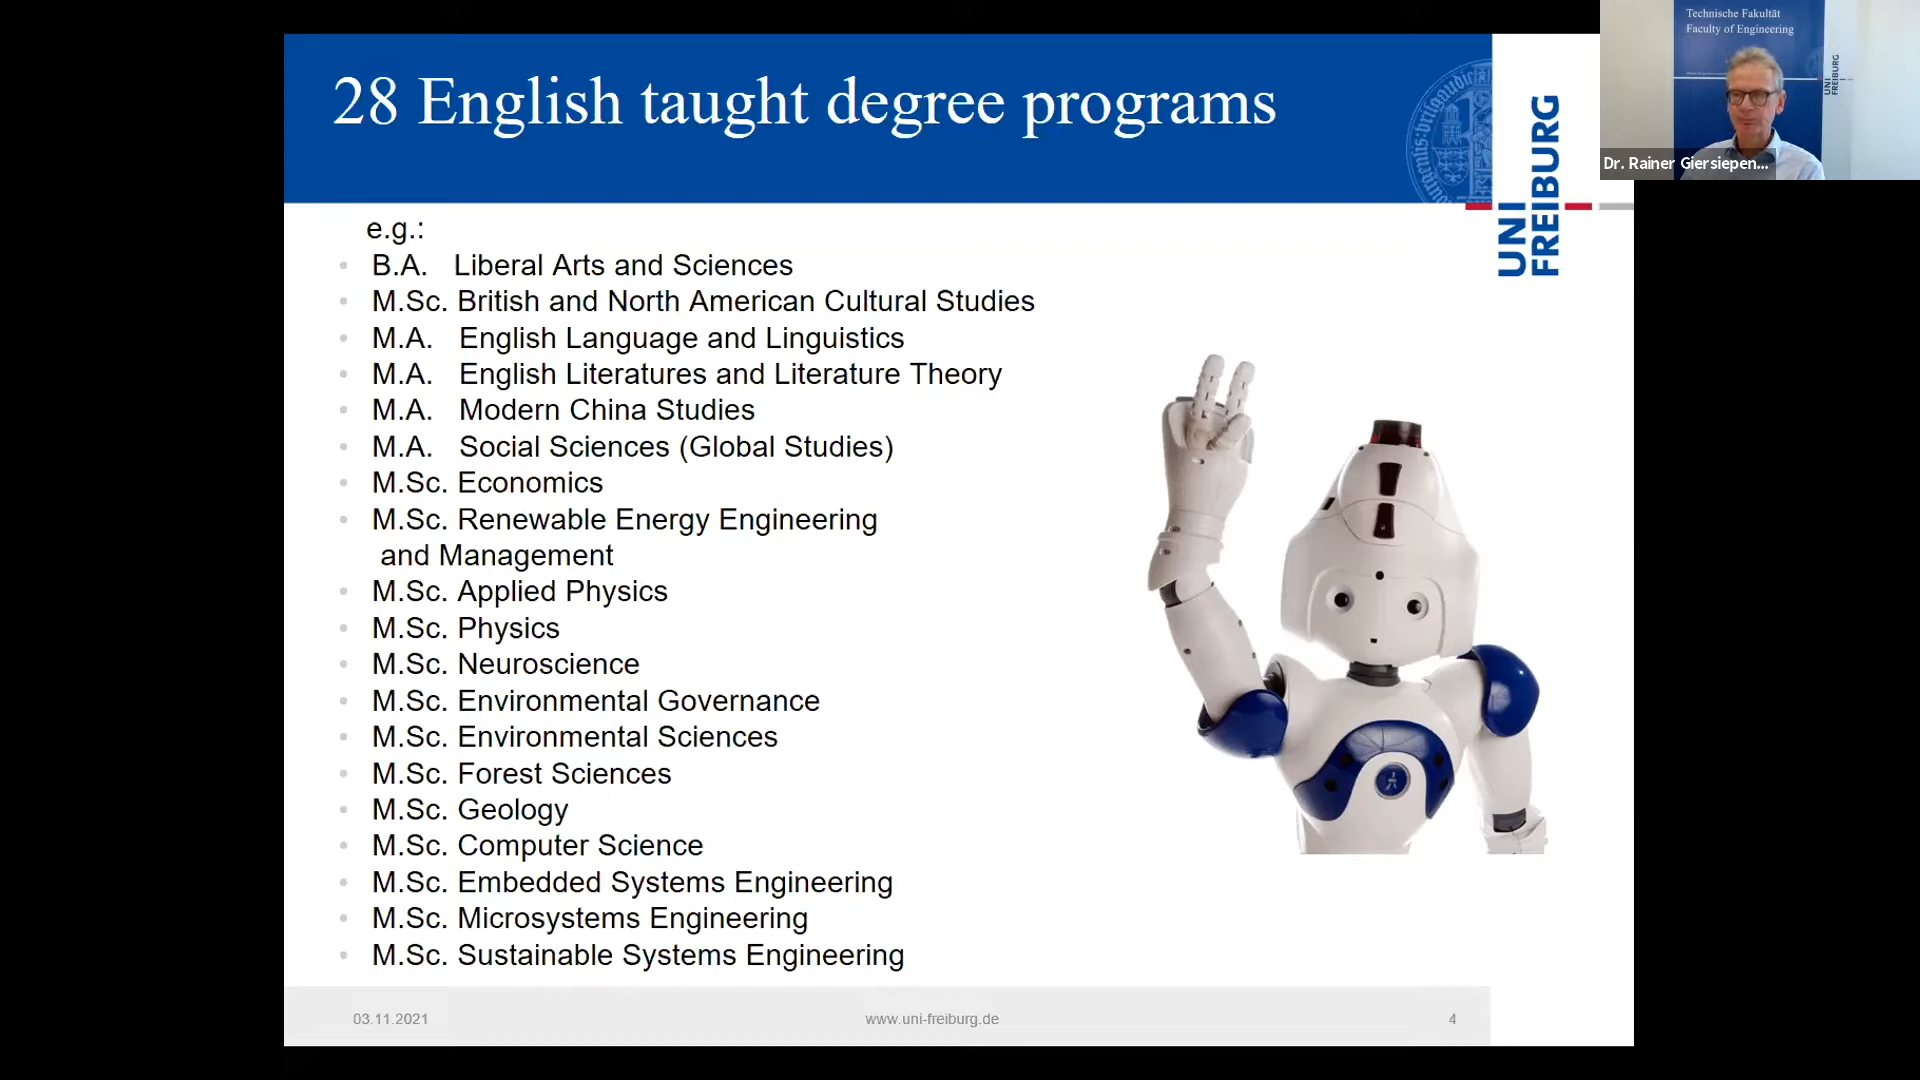 28 English taught degree programs
UNI
FREIBURG
Technische Fakultät
Faculty of Engineering
UNI
FREIBURG
Dr. Rainer Giersiepen...
e.g.:
B.A. Liberal Arts and Sciences
M.Sc. British and North American Cultural Studies
M.A. English Language and Linguistics
M.A. English Literatures and Literature Theory
M.A. Modern China Studies
M.A. Social Sciences (Global Studies)
M.Sc. Economics
M.Sc. Renewable Energy Engineering
and Management
M.Sc. Applied Physics
M.Sc. Physics
M.Sc. Neuroscience
M.Sc. Environmental Governance
M.Sc. Environmental Sciences
M.Sc. Forest Sciences
M.Sc. Geology
M.Sc. Computer Science
M.Sc. Embedded Systems Engineering
M.Sc. Microsystems Engineering
M.Sc. Sustainable Systems Engineering
03.11.2021
www.uni-freiburg.de
4